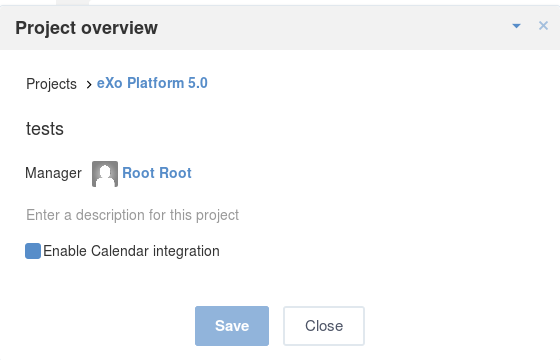 Project overview
Projects > eXo Platform 5.0
tests
Manager Root Root
Enter a description for this project
Enable Calendar integration
Save Close